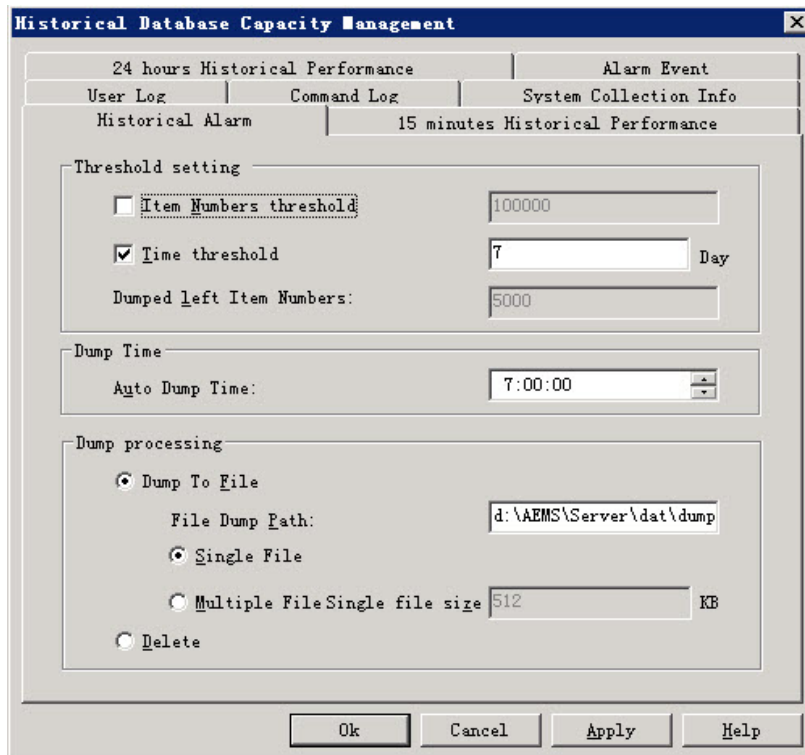 Historical Database Capacity Management
24 hours Historical Performance Alarm Event
User Log Command Log System Collection Info
Historical Alarm 15 minutes Historical Performance
Threshold setting
Item Numbers threshold 100000
Time threshold 7 Day
Dumped left Item Numbers: 5000
Dump Time
Auto Dump Time: 7:00:00
Dump processing
Dump To File
File Dump Path: d:\AEMS\Server\dat\dump
Single File
Multiple File Single file size 512 KB
Delete
Ok Cancel Apply Help